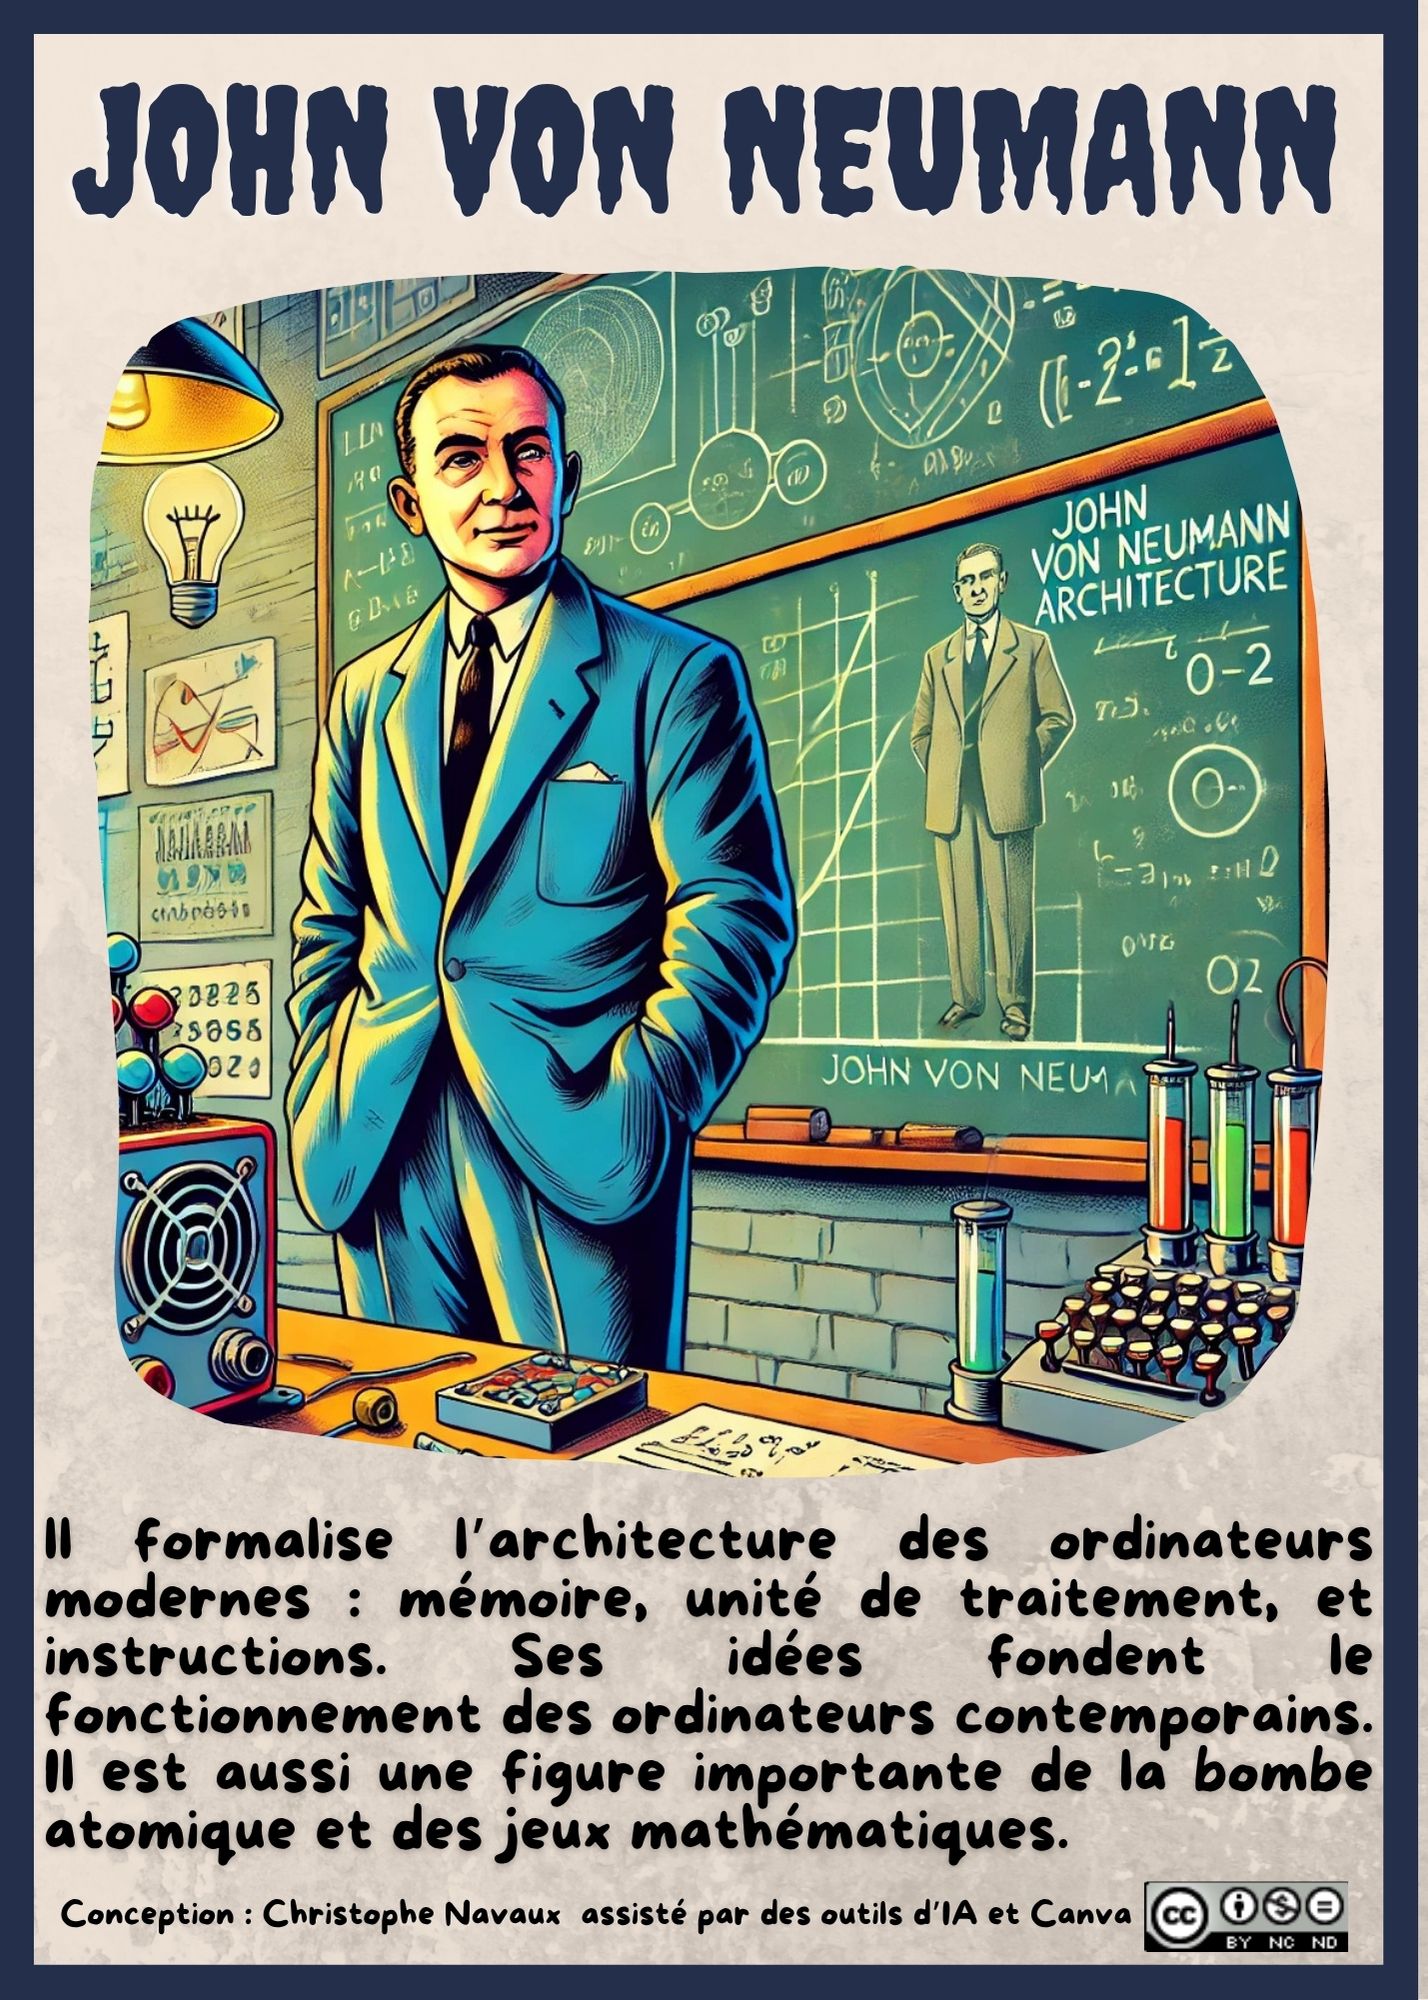 JOHN VON NEUMANN
JOHN
VON NEUMANN
ARCHITECTURE
0-2
02
JOHN VON NEUM
Il formalise l'architecture des ordinateurs
modernes : mémoire, unité de traitement, et
instructions. Ses idées fondent le
fonctionnement des ordinateurs contemporains.
Il est aussi une figure importante de la bombe
atomique et des jeux mathématiques.
Conception : Christophe Navaux assisté par des outils d'IA et Canva
cc
BY NC ND